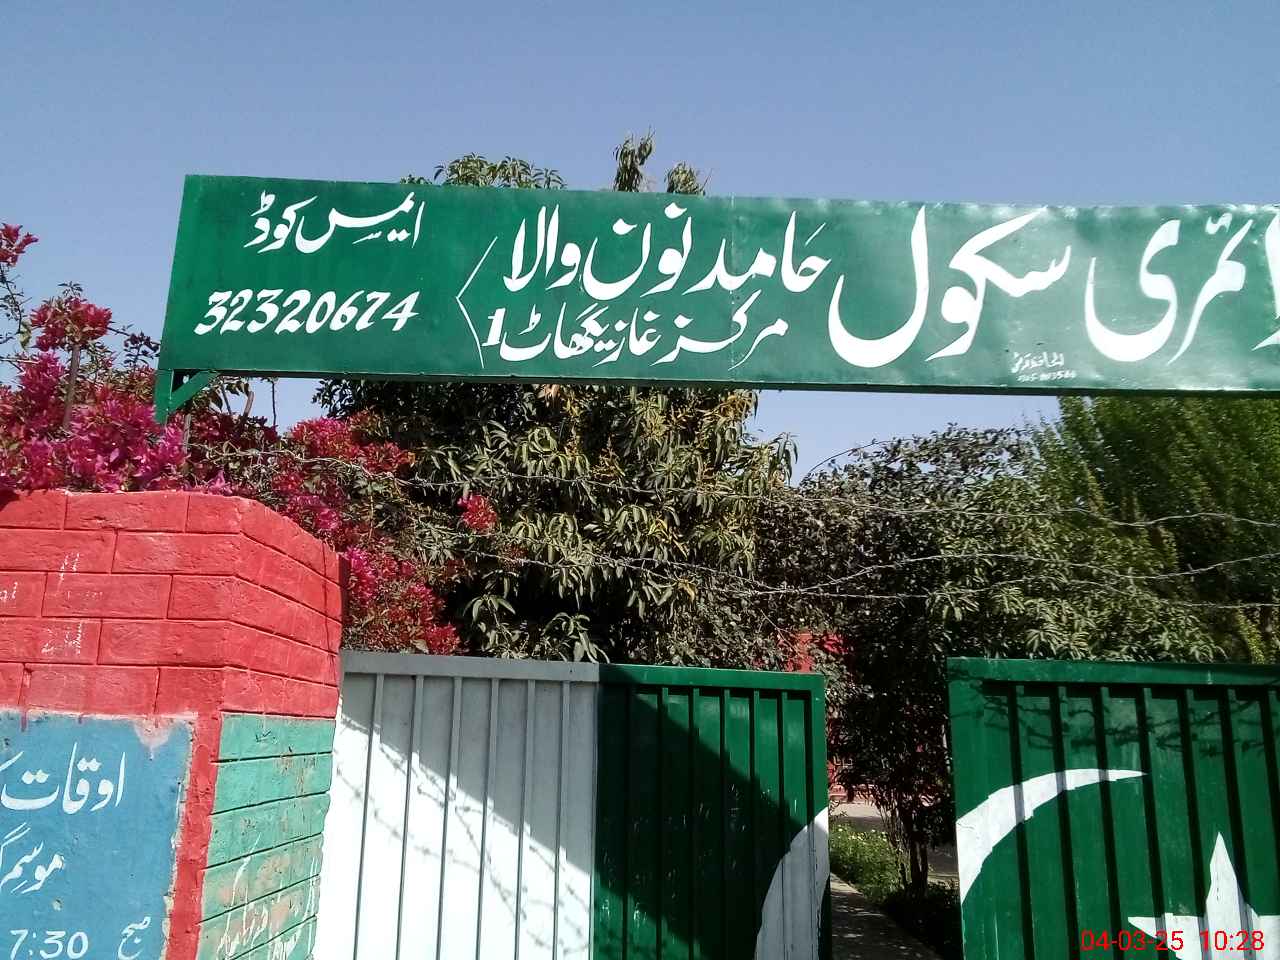 ائمری سکول
حامد نون والا
مرکز غازیگھاٹ 1
ایمس کوڈ
32320674
اوقات
موسم
صبح 7:30
04-03-25 10:28